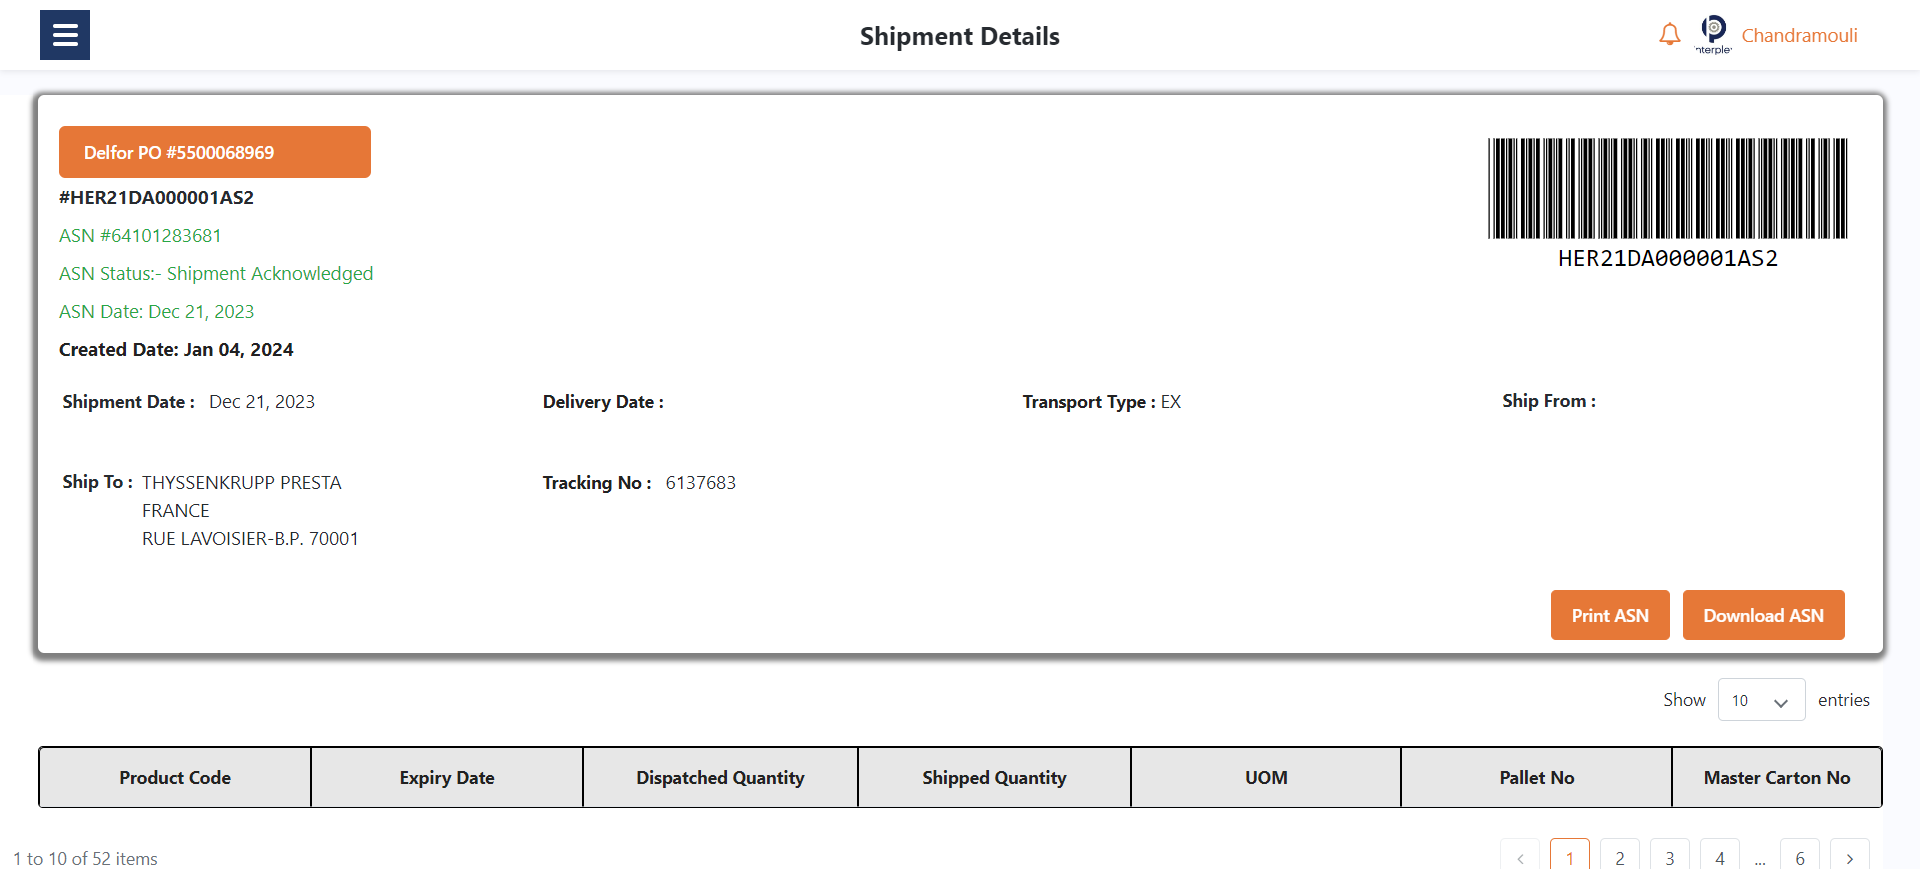 Shipment Details
nterple
Chandramouli
Delfor PO #5500068969
#HER21DA000001AS2
ASN #64101283681
ASN Status:- Shipment Acknowledged
ASN Date: Dec 21, 2023
Created Date: Jan 04, 2024
HER21DA000001AS2
Shipment Date : Dec 21, 2023
Delivery Date :
Transport Type : EX
Ship From :
Ship To : THYSSENKRUPP PRESTA
FRANCE
RUE LAVOISIER-B.P. 70001
Tracking No : 6137683
Print ASN
Download ASN
Show 10 entries
Product Code Expiry Date Dispatched Quantity Shipped Quantity UOM Pallet No Master Carton No
1 to 10 of 52 items
< 1 2 3 4 ... 6 >